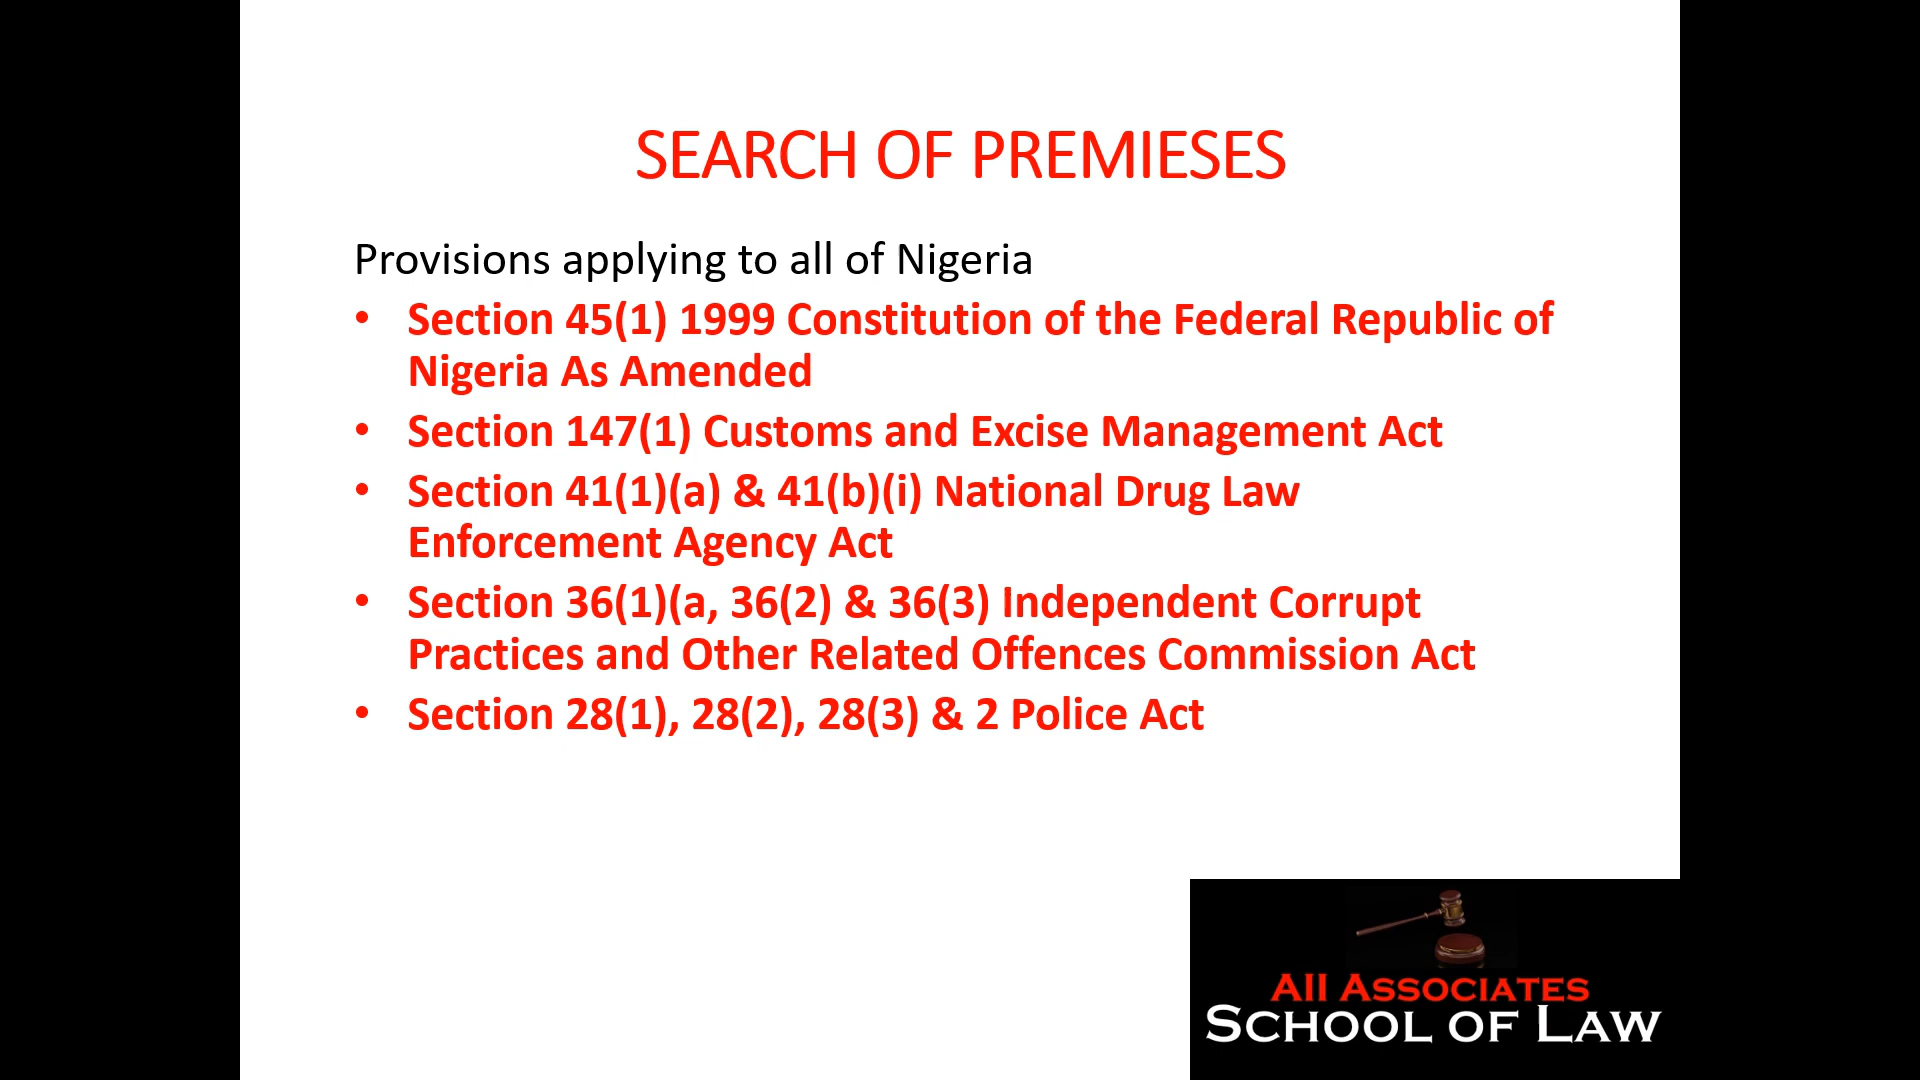 SEARCH OF PREMIESES
Provisions applying to all of Nigeria
• Section 45(1) 1999 Constitution of the Federal Republic of
Nigeria As Amended
• Section 147(1) Customs and Excise Management Act
• Section 41(1)(a) & 41(b)(i) National Drug Law
Enforcement Agency Act
• Section 36(1)(a, 36(2) & 36(3) Independent Corrupt
Practices and Other Related Offences Commission Act
• Section 28(1), 28(2), 28(3) & 2 Police Act
All Associates
School of Law